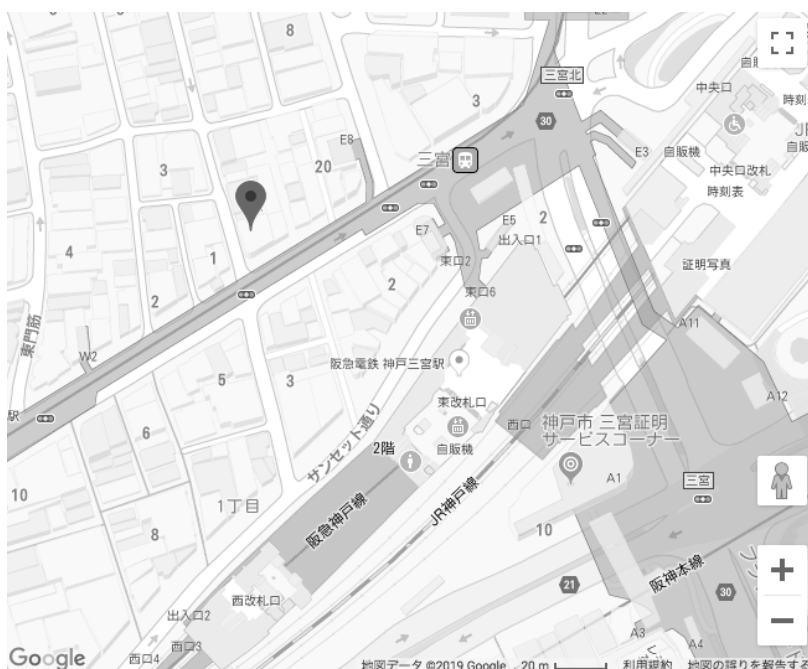 8
三宮北
中央口
時刻
3
30
E8
三宮
E3
自販機
中央口改札
時刻表
20
3
E5
出入口1
2
E7
東口2
4
1
2
証明写真
2
東口6
東門筋
W2
A11
阪急電鉄 神戸三宮駅
5
3
A12
駅
東改札口
西口
神戸市 三宮証明
サービスコーナー
6
サンセット通り
2階
自販機
A1
三宮
10
1丁目
JR神戸線
阪急神戸線
8
10
阪神本線
21
30
西改札口
出入口2
西口3
西口4
A3
A4
Google
地図データ ©2019 Google
20 m
利用規約
地図の誤りを報告する